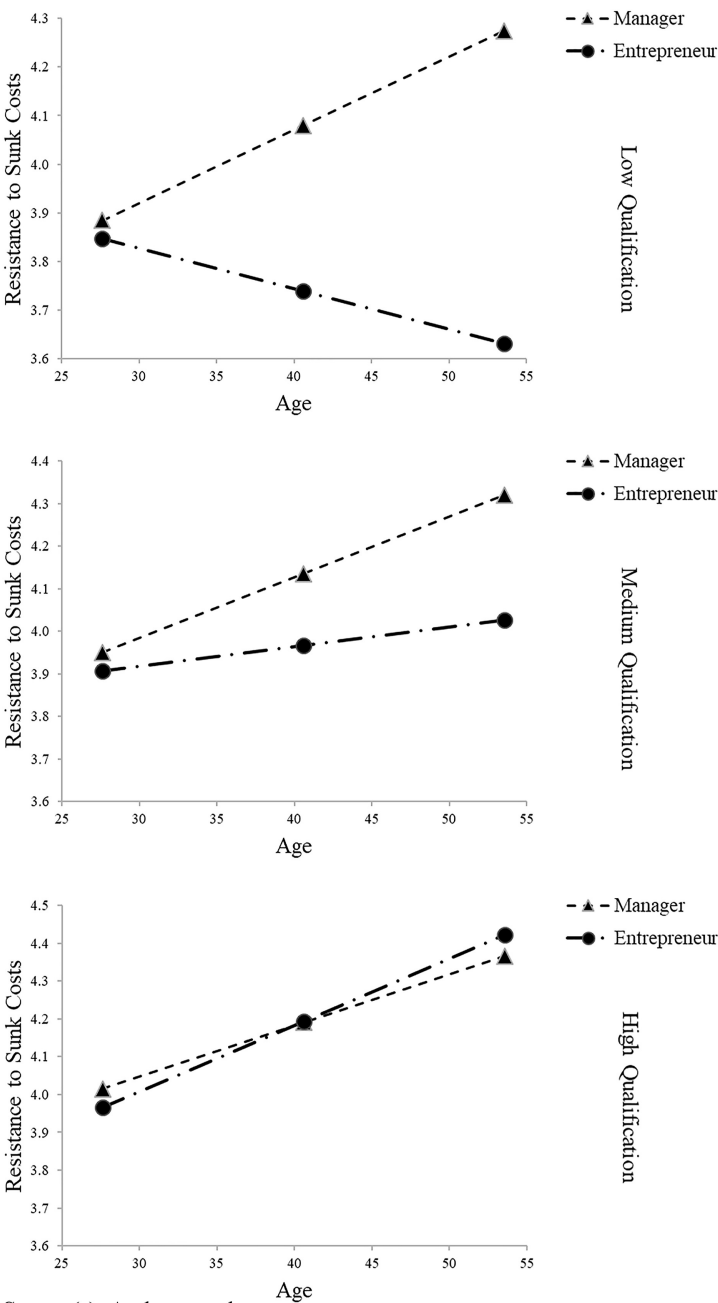 Manager
Entrepreneur
Resistance to Sunk Costs
4.3
4.2
4.1
4.0
3.9
3.8
3.7
3.6
25 30 35 40 45 50 55
Age
Low Qualification
Manager
Entrepreneur
Resistance to Sunk Costs
4.4
4.3
4.2
4.1
4.0
3.9
3.8
3.7
3.6
25 30 35 40 45 50 55
Age
Medium Qualification
Manager
Entrepreneur
Resistance to Sunk Costs
4.5
4.4
4.3
4.2
4.1
4.0
3.9
3.8
3.7
3.6
25 30 35 40 45 50 55
Age
High Qualification